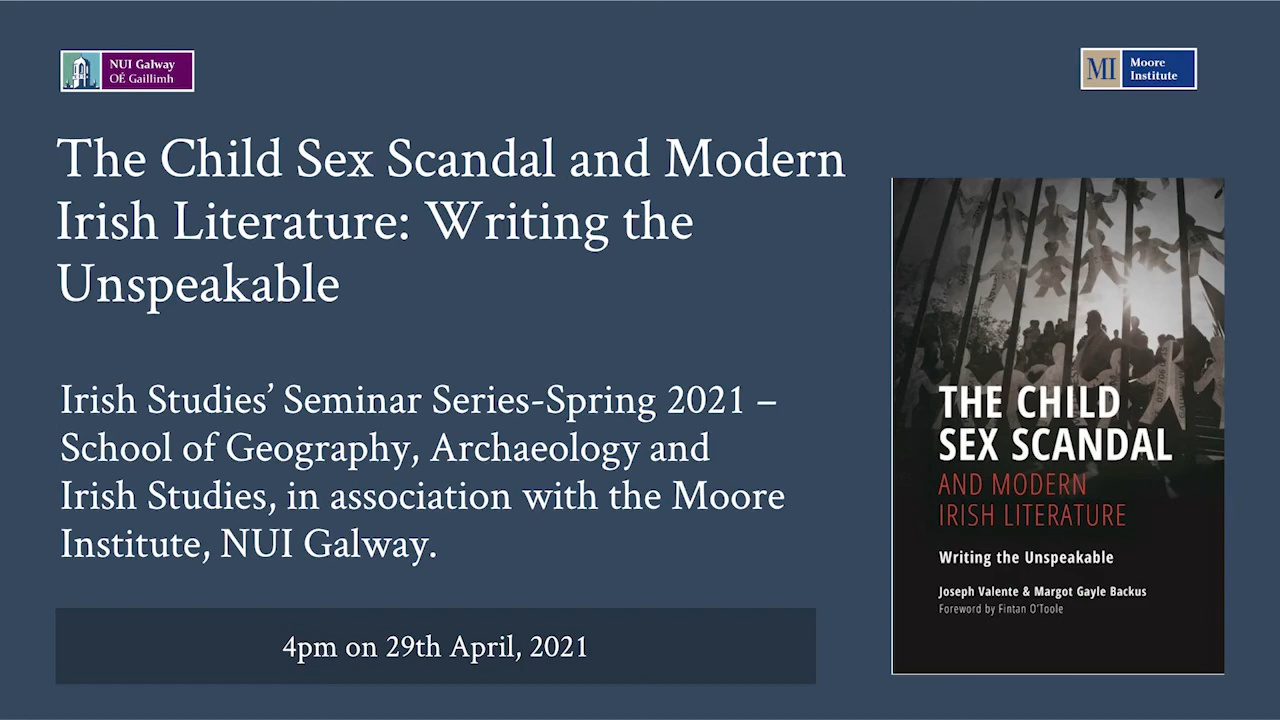 NUI Galway
OÉ Gaillimh
MI
Moore
Institute
The Child Sex Scandal and Modern
Irish Literature: Writing the
Unspeakable
Irish Studies' Seminar Series-Spring 2021 –
School of Geography, Archaeology and
Irish Studies, in association with the Moore
Institute, NUI Galway.
4pm on 29th April, 2021
THE CHILD
SEX SCANDAL
AND MODERN
IRISH LITERATURE
Writing the Unspeakable
Joseph Valente & Margot Gayle Backus
Foreword by Fintan O'Toole